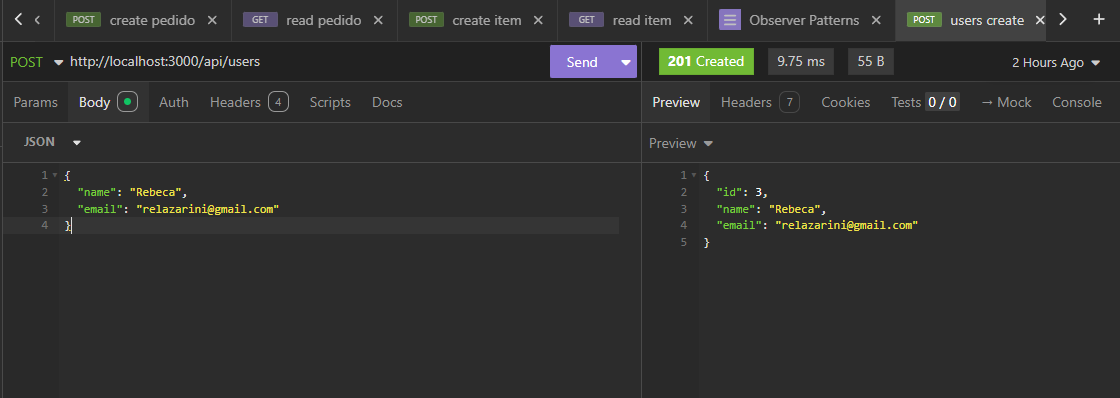 POST create pedido GET read pedido POST create item GET read item Observer Patterns POST users create
POST http://localhost:3000/api/users Send 201 Created 9.75 ms 55 B 2 Hours Ago
Params Body Auth Headers 4 Scripts Docs Preview Headers 7 Cookies Tests 0 / 0 → Mock Console
JSON
Preview
1 {
2 "name": "Rebeca",
3 "email": "relazarini@gmail.com"
4 }
1 {
2 "id": 3,
3 "name": "Rebeca",
4 "email": "relazarini@gmail.com"
5 }